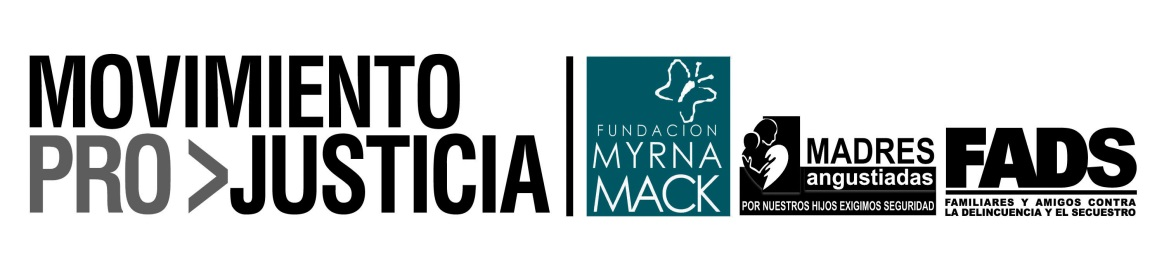 MOVIMIENTO
PRO >JUSTICIA
FUNDACION
MYRNA
MACK
MADRES
angustiadas
POR NUESTROS HIJOS EXIGIMOS SEGURIDAD
FADS
FAMILIARES Y AMIGOS CONTRA
LA DELINCUENCIA Y EL SECUESTRO